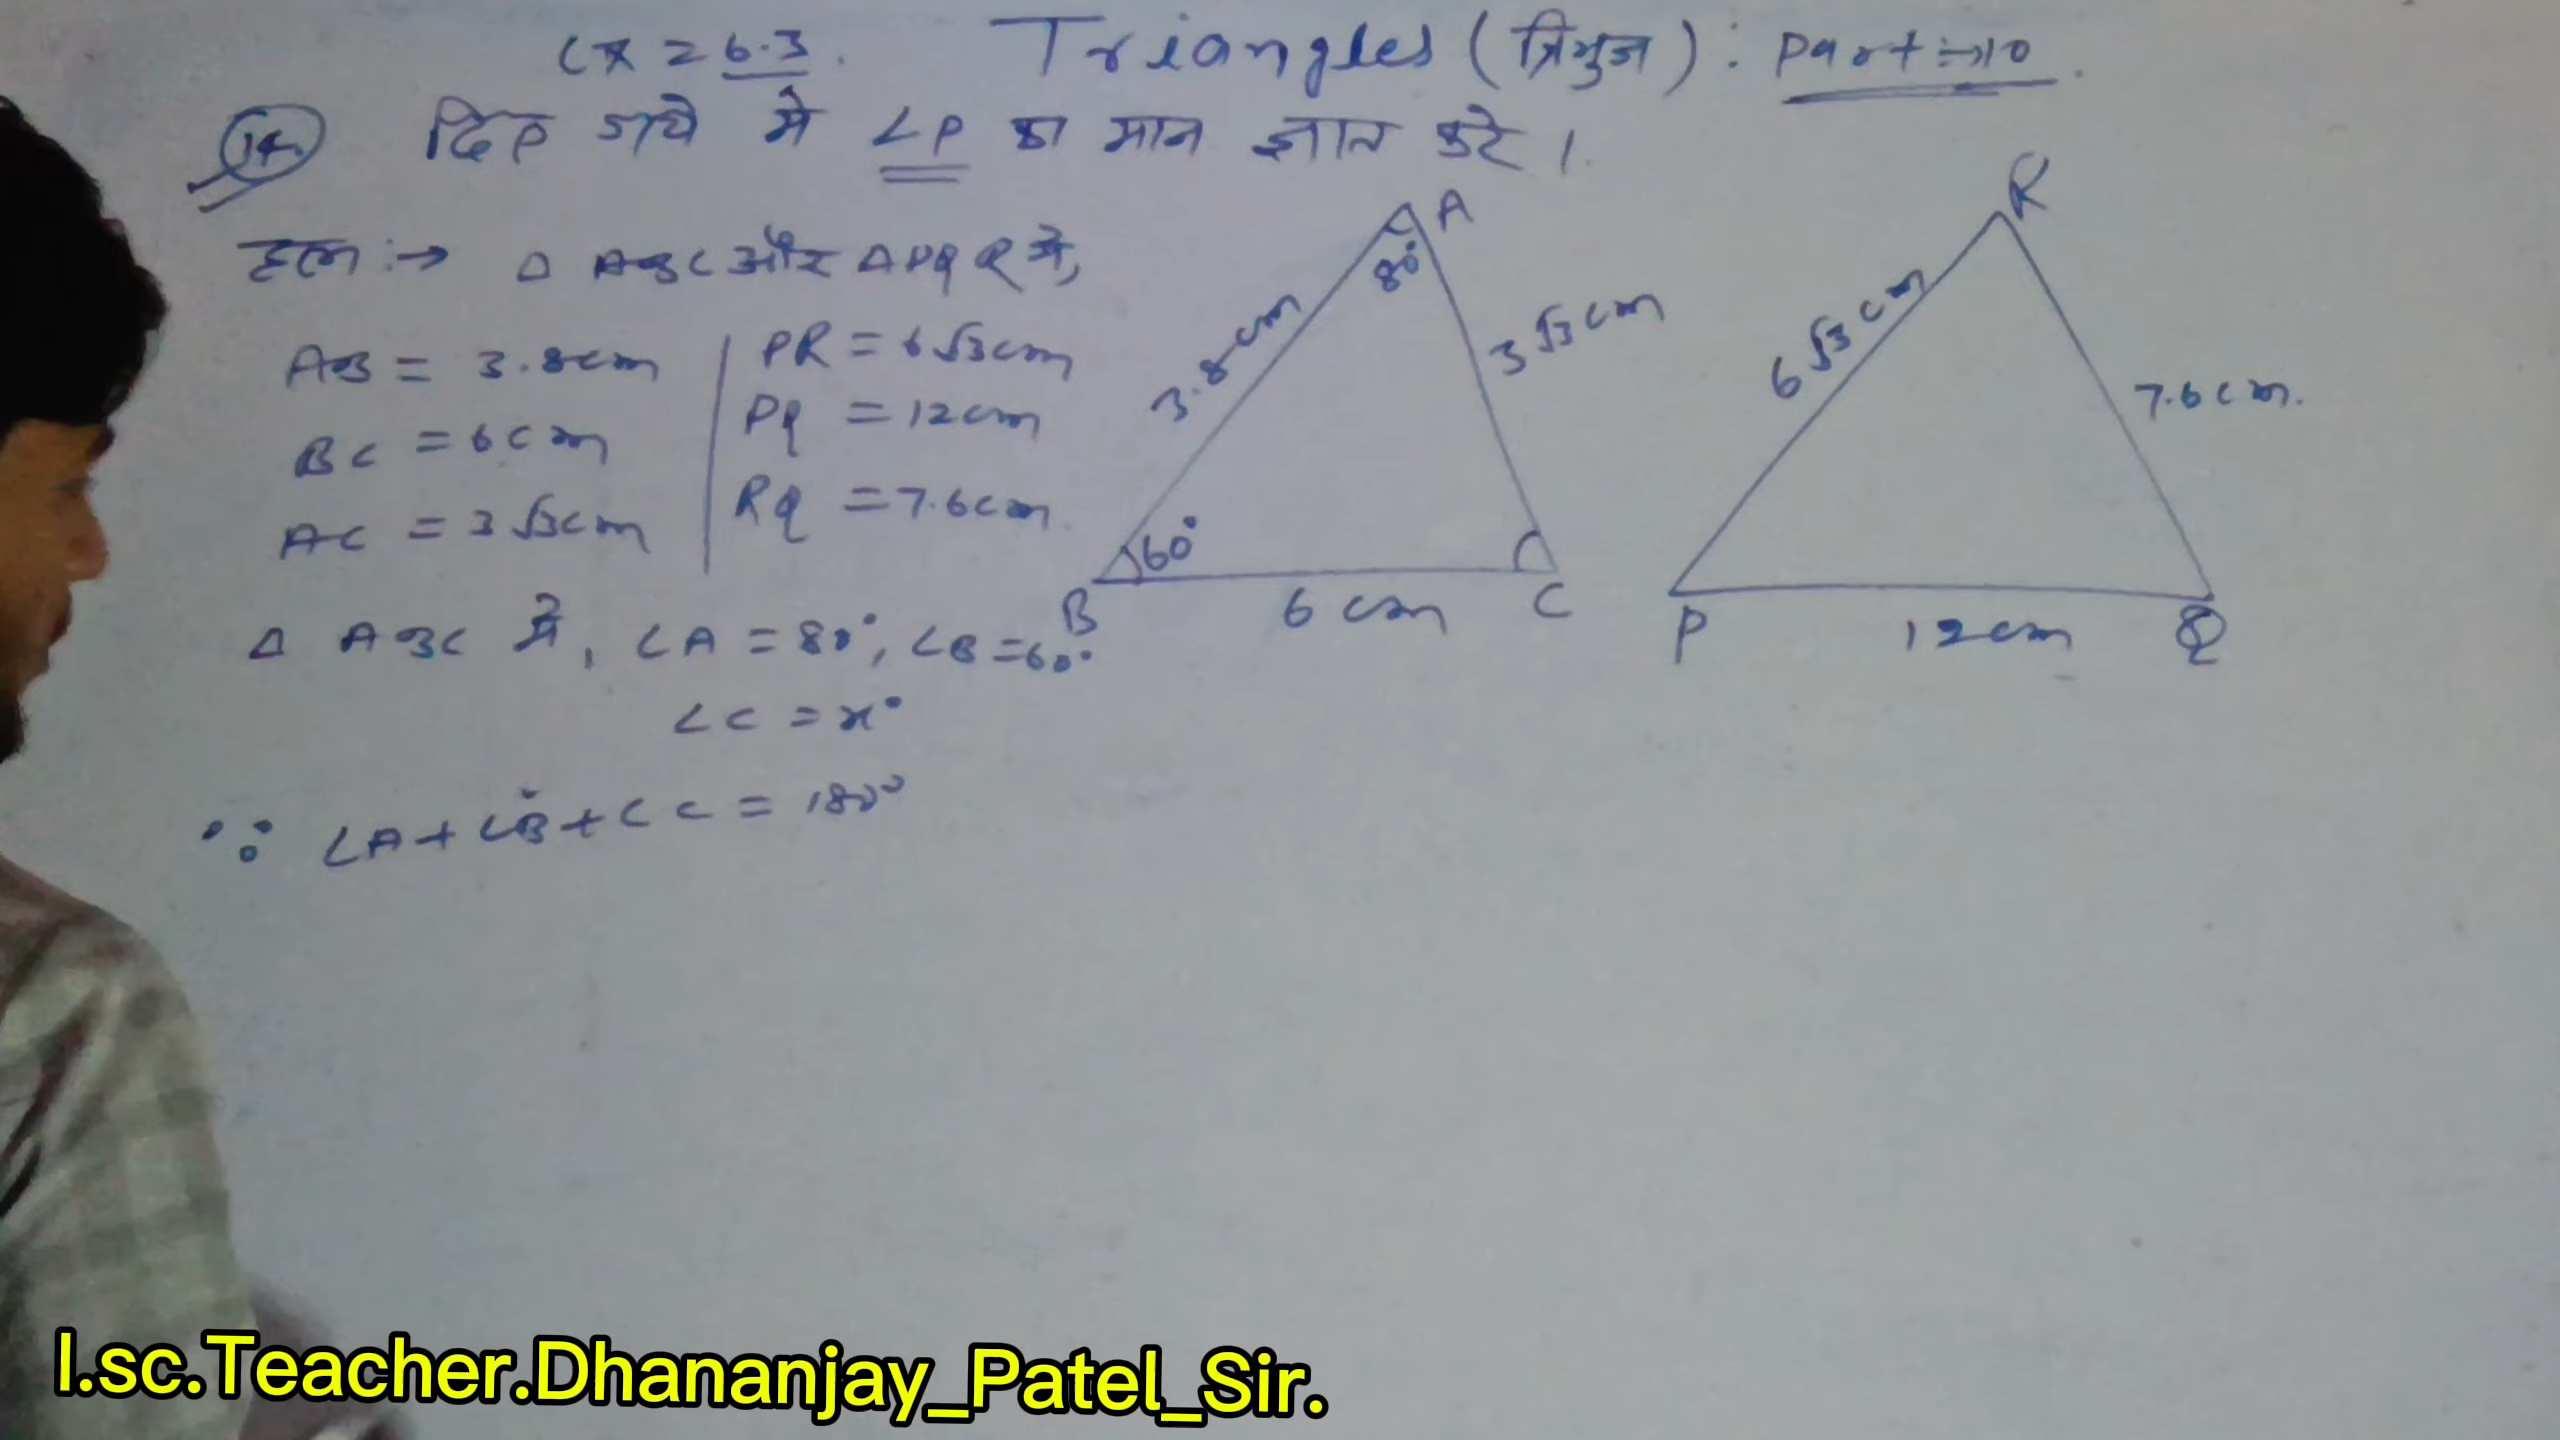 Ex = 6.3. Triangles (त्रिभुज) : Part :→ 10.
14. दिए गये मे ∠P का मान ज्ञात करे।
हल :→ △ ABC और △ PQR मे,
AB = 3.8cm
BC = 6cm
AC = 3√3cm
PR = 6√3cm
PQ = 12cm
RQ = 7.6cm.
△ ABC मे, ∠A = 80°, ∠B = 60°
∠C = x°
∵ ∠A + ∠B + ∠C = 180°
A
80°
3.8cm
3√3cm
60°
B
6cm
C
R
6√3cm
7.6cm.
P
12cm
Q
I.sc.Teacher.Dhananjay_Patel_Sir.